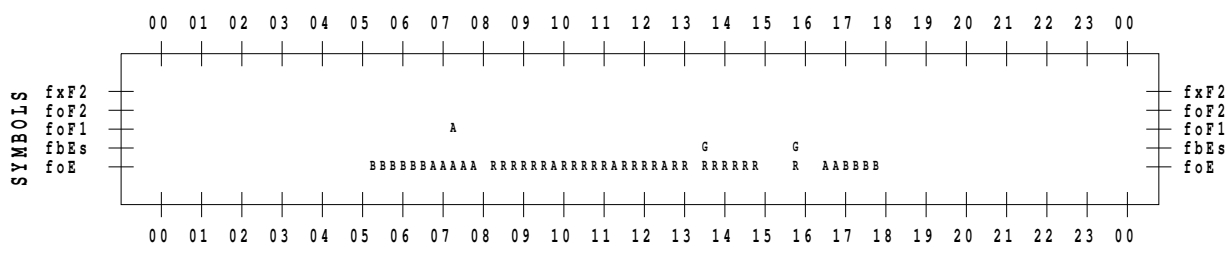 00 01 02 03 04 05 06 07 08 09 10 11 12 13 14 15 16 17 18 19 20 21 22 23 00
SYMBOLS
fxF2 fxF2
foF2 foF2
foF1 A foF1
fbEs G G fbEs
foE BBBBBBAAAAA RRRRRRARRRRRARRRRARR RRRRRR R AABBBB foE
00 01 02 03 04 05 06 07 08 09 10 11 12 13 14 15 16 17 18 19 20 21 22 23 00